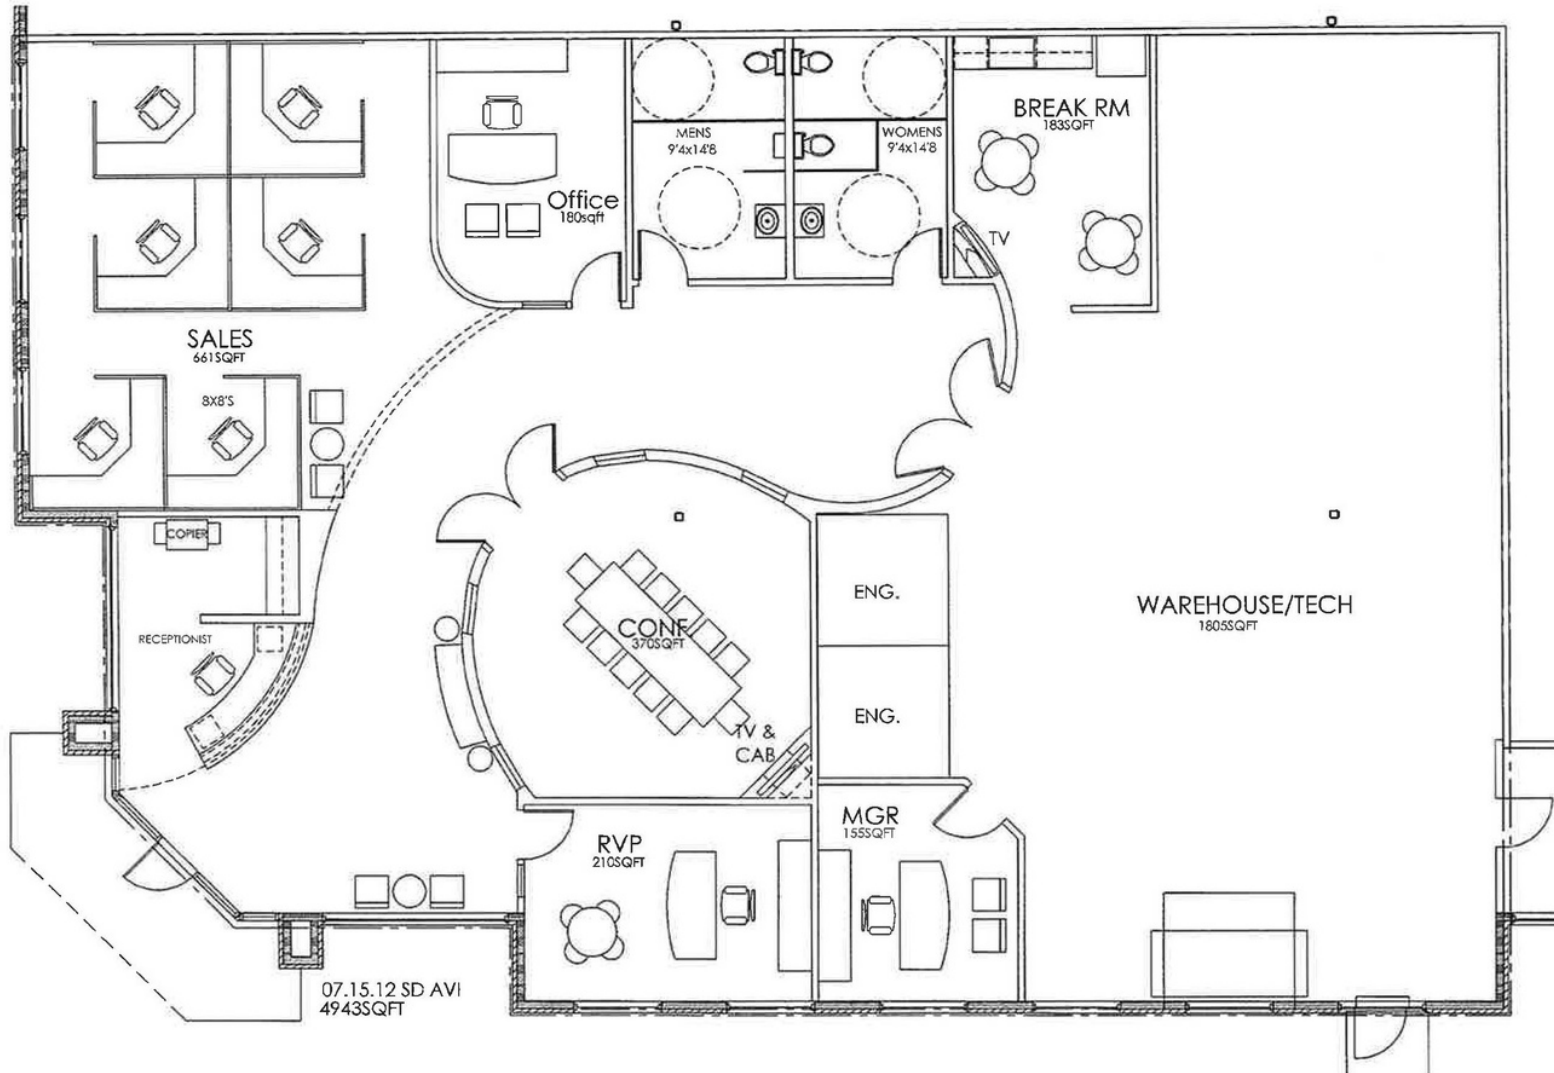 MENS
9'4x14'8
WOMENS
9'4x14'8
BREAK RM
183SQFT
Office
180sqft
TV
SALES
661SQFT
8X8'S
COPIER
RECEPTIONIST
CONF
370SQFT
ENG.
WAREHOUSE/TECH
1805SQFT
ENG.
TV &
CAB
MGR
155SQFT
RVP
210SQFT
07.15.12 SD AVI
4943SQFT